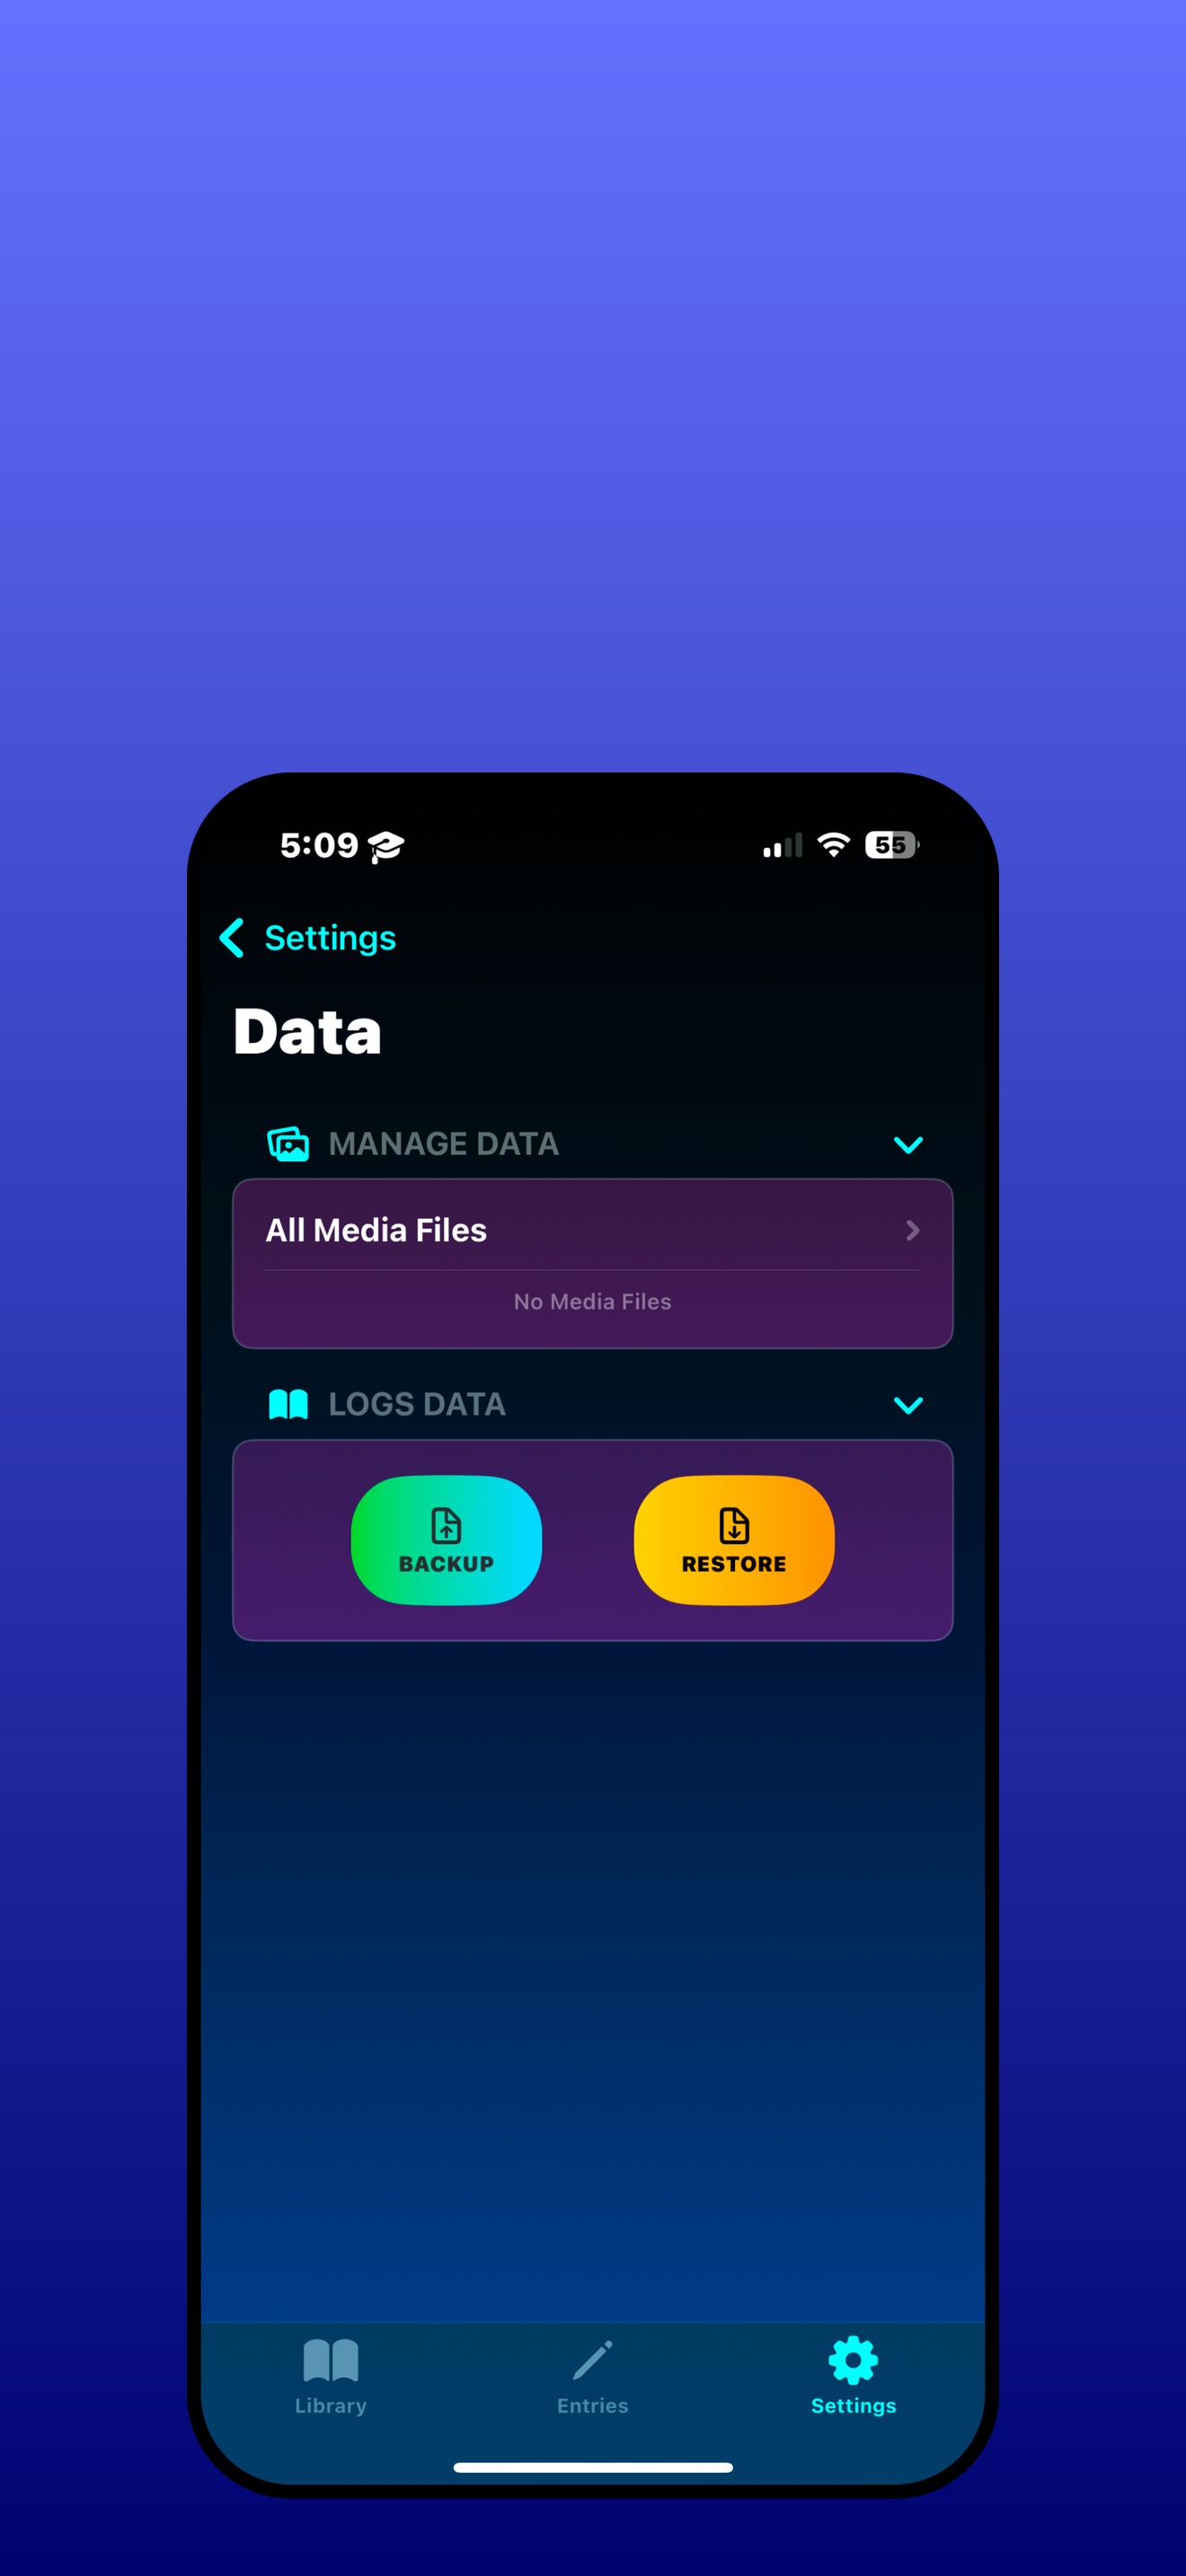 5:09
55
Settings
Data
MANAGE DATA
All Media Files
No Media Files
LOGS DATA
BACKUP
RESTORE
Library
Entries
Settings